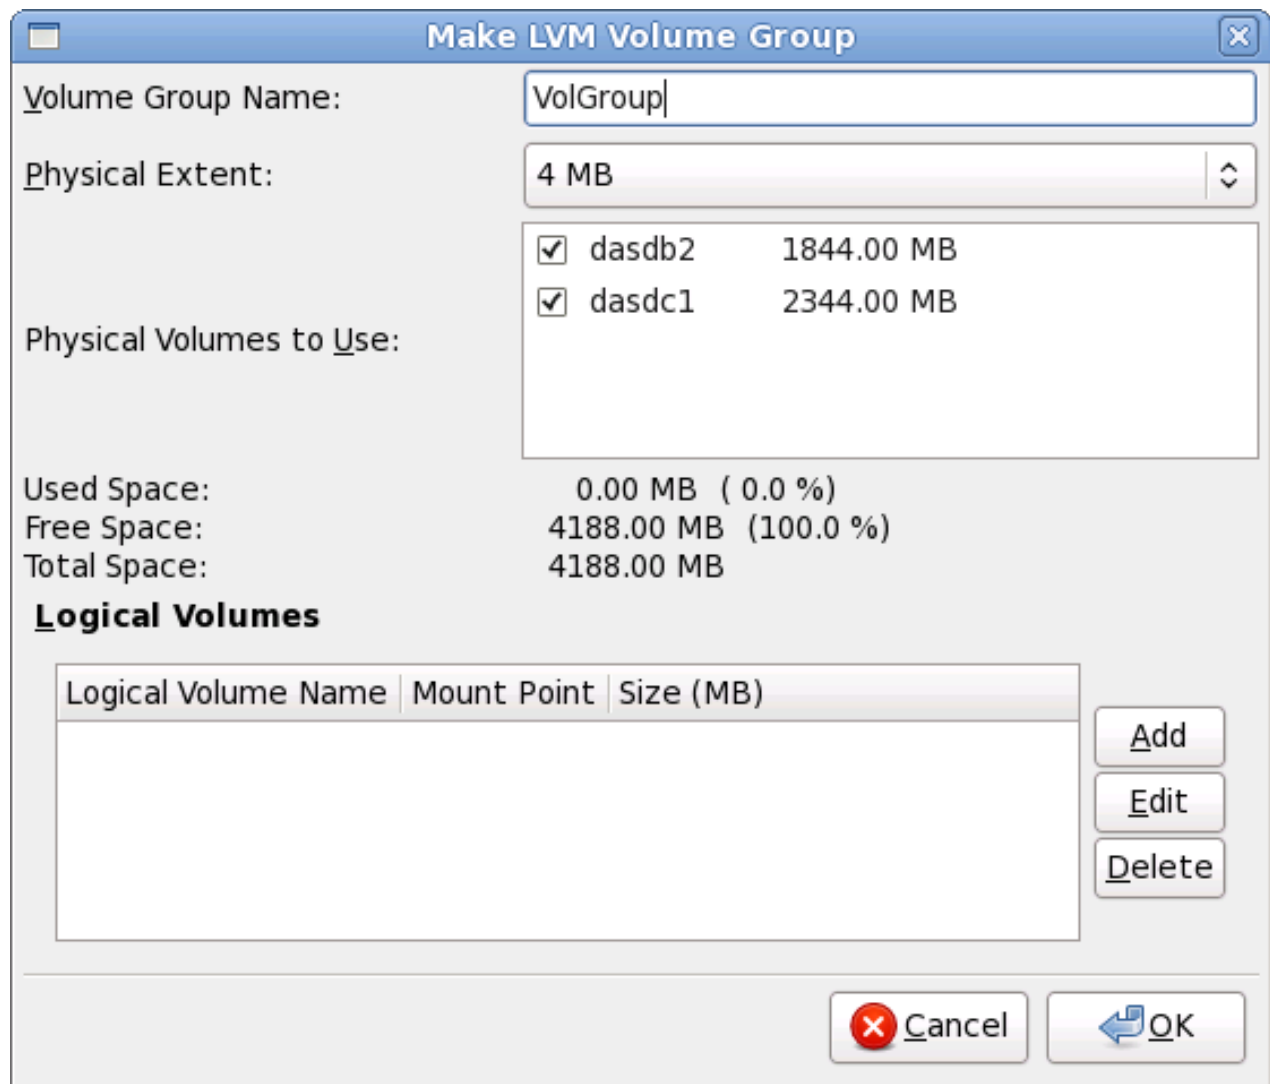 Make LVM Volume Group
Volume Group Name: VolGroup
Physical Extent: 4 MB
Physical Volumes to Use:
dasdb2 1844.00 MB
dasdc1 2344.00 MB
Used Space: 0.00 MB ( 0.0 %)
Free Space: 4188.00 MB (100.0 %)
Total Space: 4188.00 MB
Logical Volumes
Logical Volume Name Mount Point Size (MB)
Add
Edit
Delete
Cancel OK